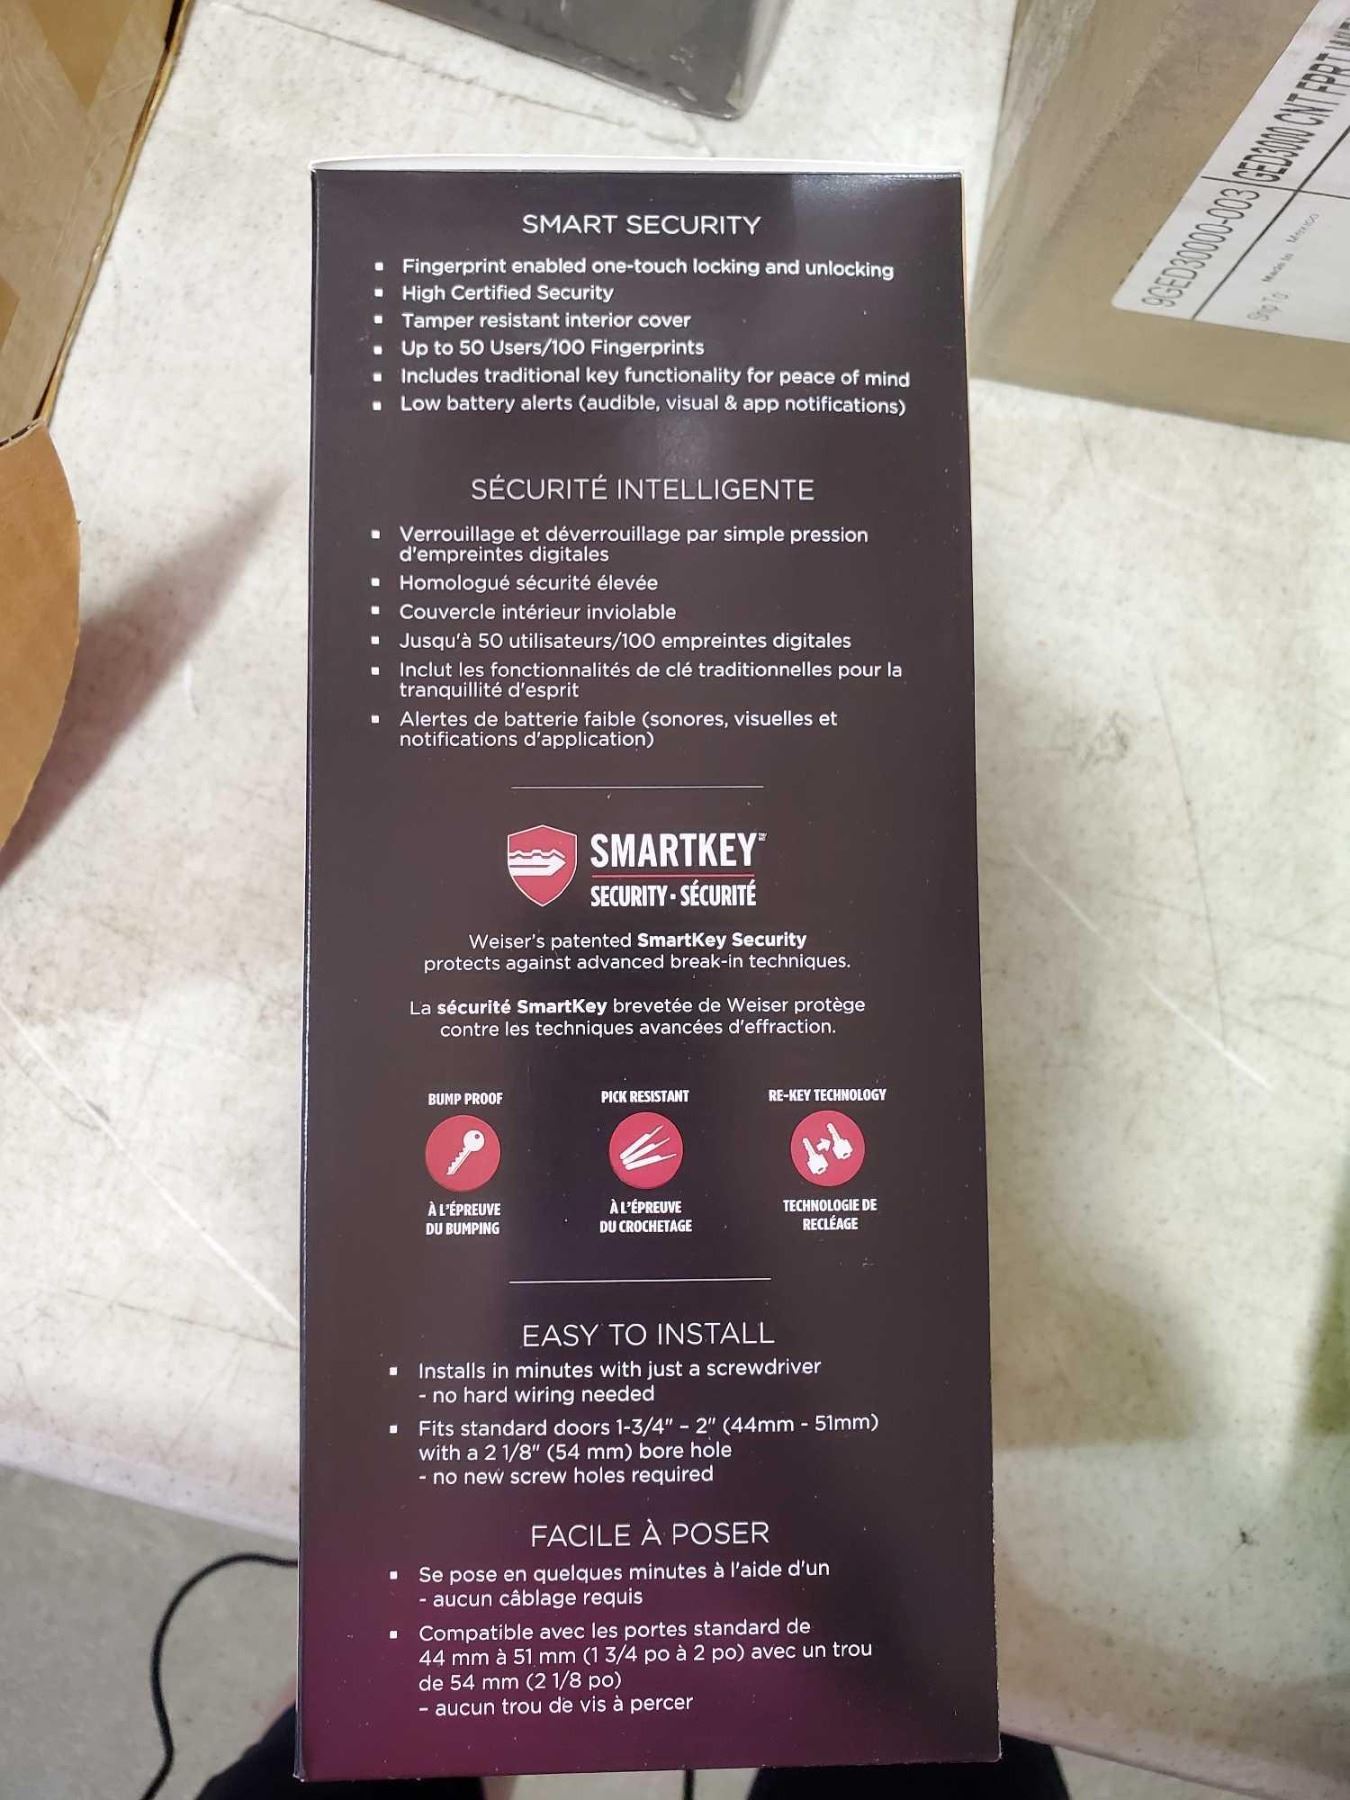 SMART SECURITY
▪ Fingerprint enabled one-touch locking and unlocking
▪ High Certified Security
▪ Tamper resistant interior cover
▪ Up to 50 Users/100 Fingerprints
▪ Includes traditional key functionality for peace of mind
▪ Low battery alerts (audible, visual & app notifications)
SÉCURITÉ INTELLIGENTE
▪ Verrouillage et déverrouillage par simple pression
d'empreintes digitales
▪ Homologué sécurité élevée
▪ Couvercle intérieur inviolable
▪ Jusqu'à 50 utilisateurs/100 empreintes digitales
▪ Inclut les fonctionnalités de clé traditionnelles pour la
tranquillité d'esprit
▪ Alertes de batterie faible (sonores, visuelles et
notifications d'application)
SMARTKEY
SECURITY • SÉCURITÉ
Weiser's patented SmartKey Security
protects against advanced break-in techniques.
La sécurité SmartKey brevetée de Weiser protège
contre les techniques avancées d'effraction.
BUMP PROOF
À L'ÉPREUVE
DU BUMPING
PICK RESISTANT
À L'ÉPREUVE
DU CROCHETAGE
RE-KEY TECHNOLOGY
TECHNOLOGIE DE
RECLÉAGE
EASY TO INSTALL
▪ Installs in minutes with just a screwdriver
- no hard wiring needed
▪ Fits standard doors 1-3/4" – 2" (44mm - 51mm)
with a 2 1/8" (54 mm) bore hole
- no new screw holes required
FACILE À POSER
▪ Se pose en quelques minutes à l'aide d'un
- aucun câblage requis
▪ Compatible avec les portes standard de
44 mm à 51 mm (1 3/4 po à 2 po) avec un trou
de 54 mm (2 1/8 po)
– aucun trou de vis à percer
9GED30000-003
GED3000 CNT FPRT
Ship To
Made In Mexico